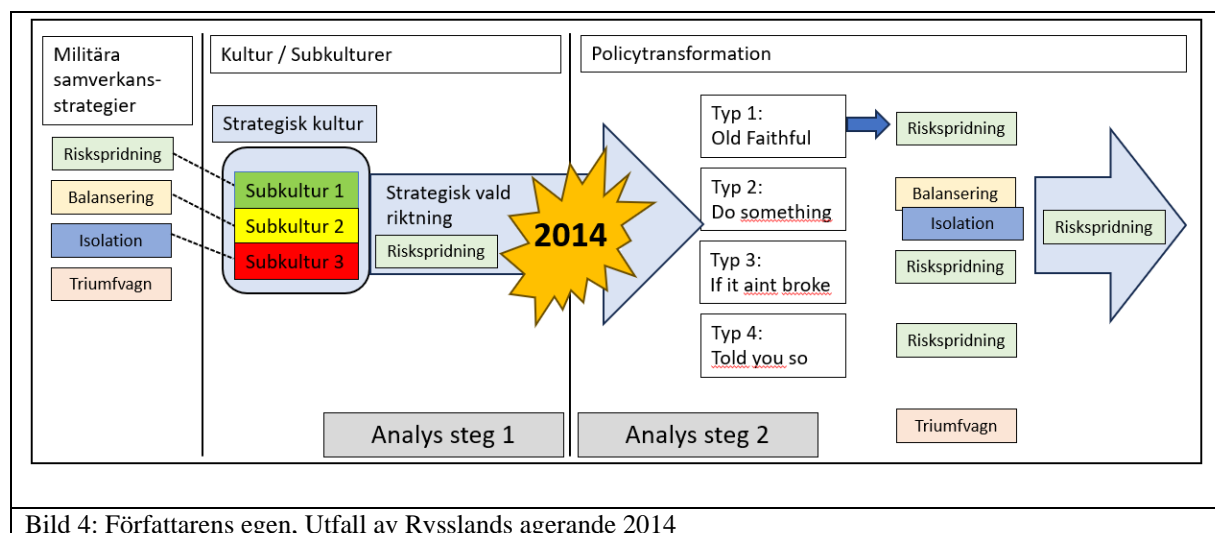 Militära
samverkans-
strategier
Riskspridning
Balansering
Isolation
Triumfvagn
Kultur / Subkulturer
Strategisk kultur
Subkultur 1
Subkultur 2
Subkultur 3
Strategisk vald
riktning
Riskspridning
2014
Analys steg 1
Policytransformation
Typ 1:
Old Faithful
Riskspridning
Typ 2:
Do something
Balansering
Isolation
Typ 3:
If it aint broke
Riskspridning
Typ 4:
Told you so
Riskspridning
Triumfvagn
Riskspridning
Analys steg 2
Bild 4: Författarens egen, Utfall av Rysslands agerande 2014